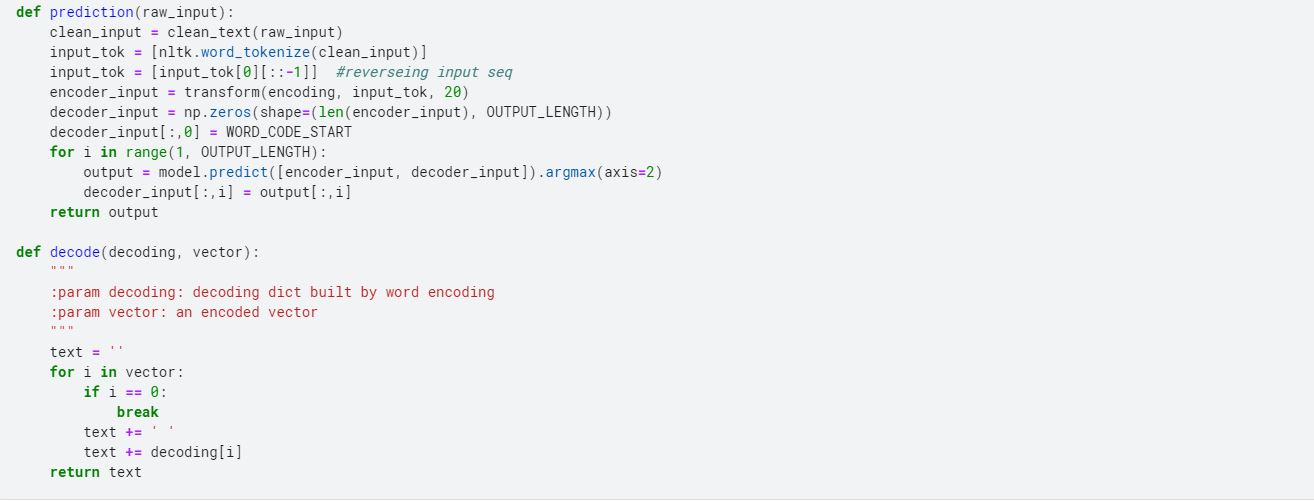 def prediction(raw_input):
    clean_input = clean_text(raw_input)
    input_tok = [nltk.word_tokenize(clean_input)]
    input_tok = [input_tok[0][::-1]]  #reverseing input seq
    encoder_input = transform(encoding, input_tok, 20)
    decoder_input = np.zeros(shape=(len(encoder_input), OUTPUT_LENGTH))
    decoder_input[:,0] = WORD_CODE_START
    for i in range(1, OUTPUT_LENGTH):
        output = model.predict([encoder_input, decoder_input]).argmax(axis=2)
        decoder_input[:,i] = output[:,i]
    return output

def decode(decoding, vector):
    """
    :param decoding: decoding dict built by word encoding
    :param vector: an encoded vector
    """
    text = ''
    for i in vector:
        if i == 0:
            break
        text += ' '
        text += decoding[i]
    return text